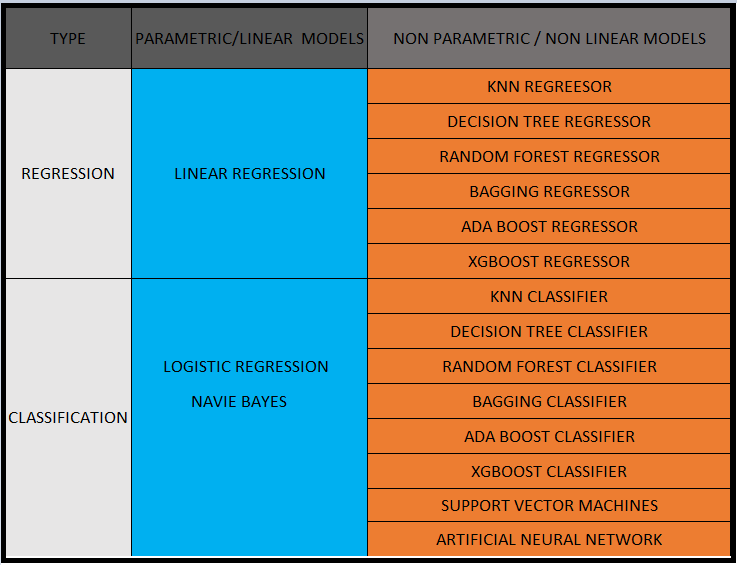 TYPE
PARAMETRIC/LINEAR MODELS
NON PARAMETRIC / NON LINEAR MODELS
REGRESSION
LINEAR REGRESSION
KNN REGREESOR
DECISION TREE REGRESSOR
RANDOM FOREST REGRESSOR
BAGGING REGRESSOR
ADA BOOST REGRESSOR
XGBOOST REGRESSOR
CLASSIFICATION
LOGISTIC REGRESSION
NAVIE BAYES
KNN CLASSIFIER
DECISION TREE CLASSIFIER
RANDOM FOREST CLASSIFIER
BAGGING CLASSIFIER
ADA BOOST CLASSIFIER
XGBOOST CLASSIFIER
SUPPORT VECTOR MACHINES
ARTIFICIAL NEURAL NETWORK